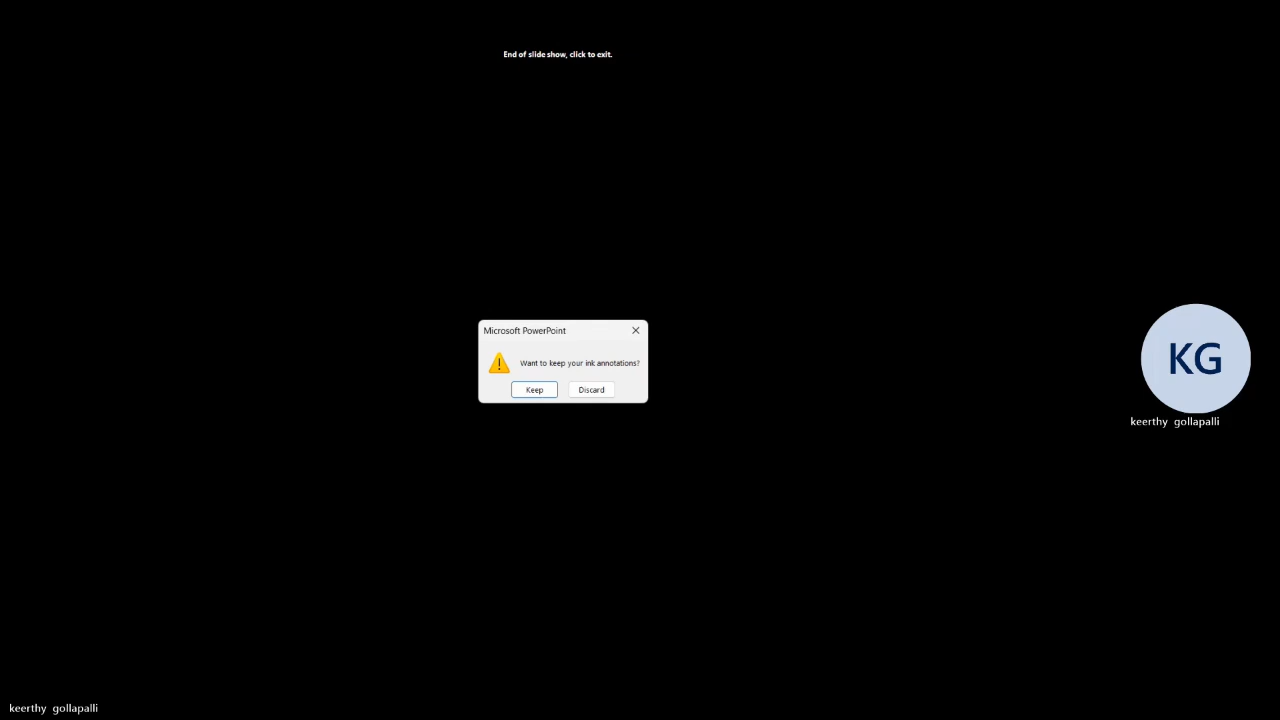 End of slide show, click to exit.
Microsoft PowerPoint
Want to keep your ink annotations?
Keep
Discard
KG
keerthy gollapalli
keerthy gollapalli